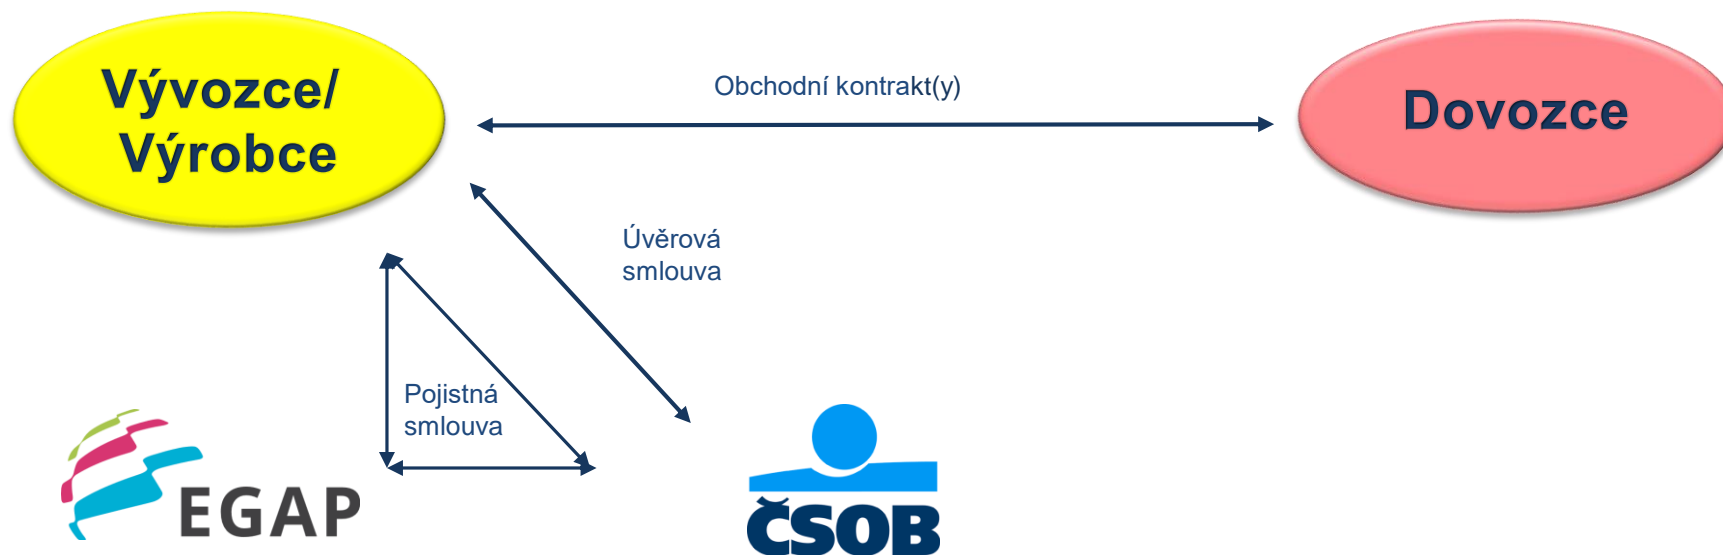 Vývozce/
Výrobce
Obchodní kontrakt(y)
Dovozce
Úvěrová
smlouva
Pojistná
smlouva
EGAP
ČSOB